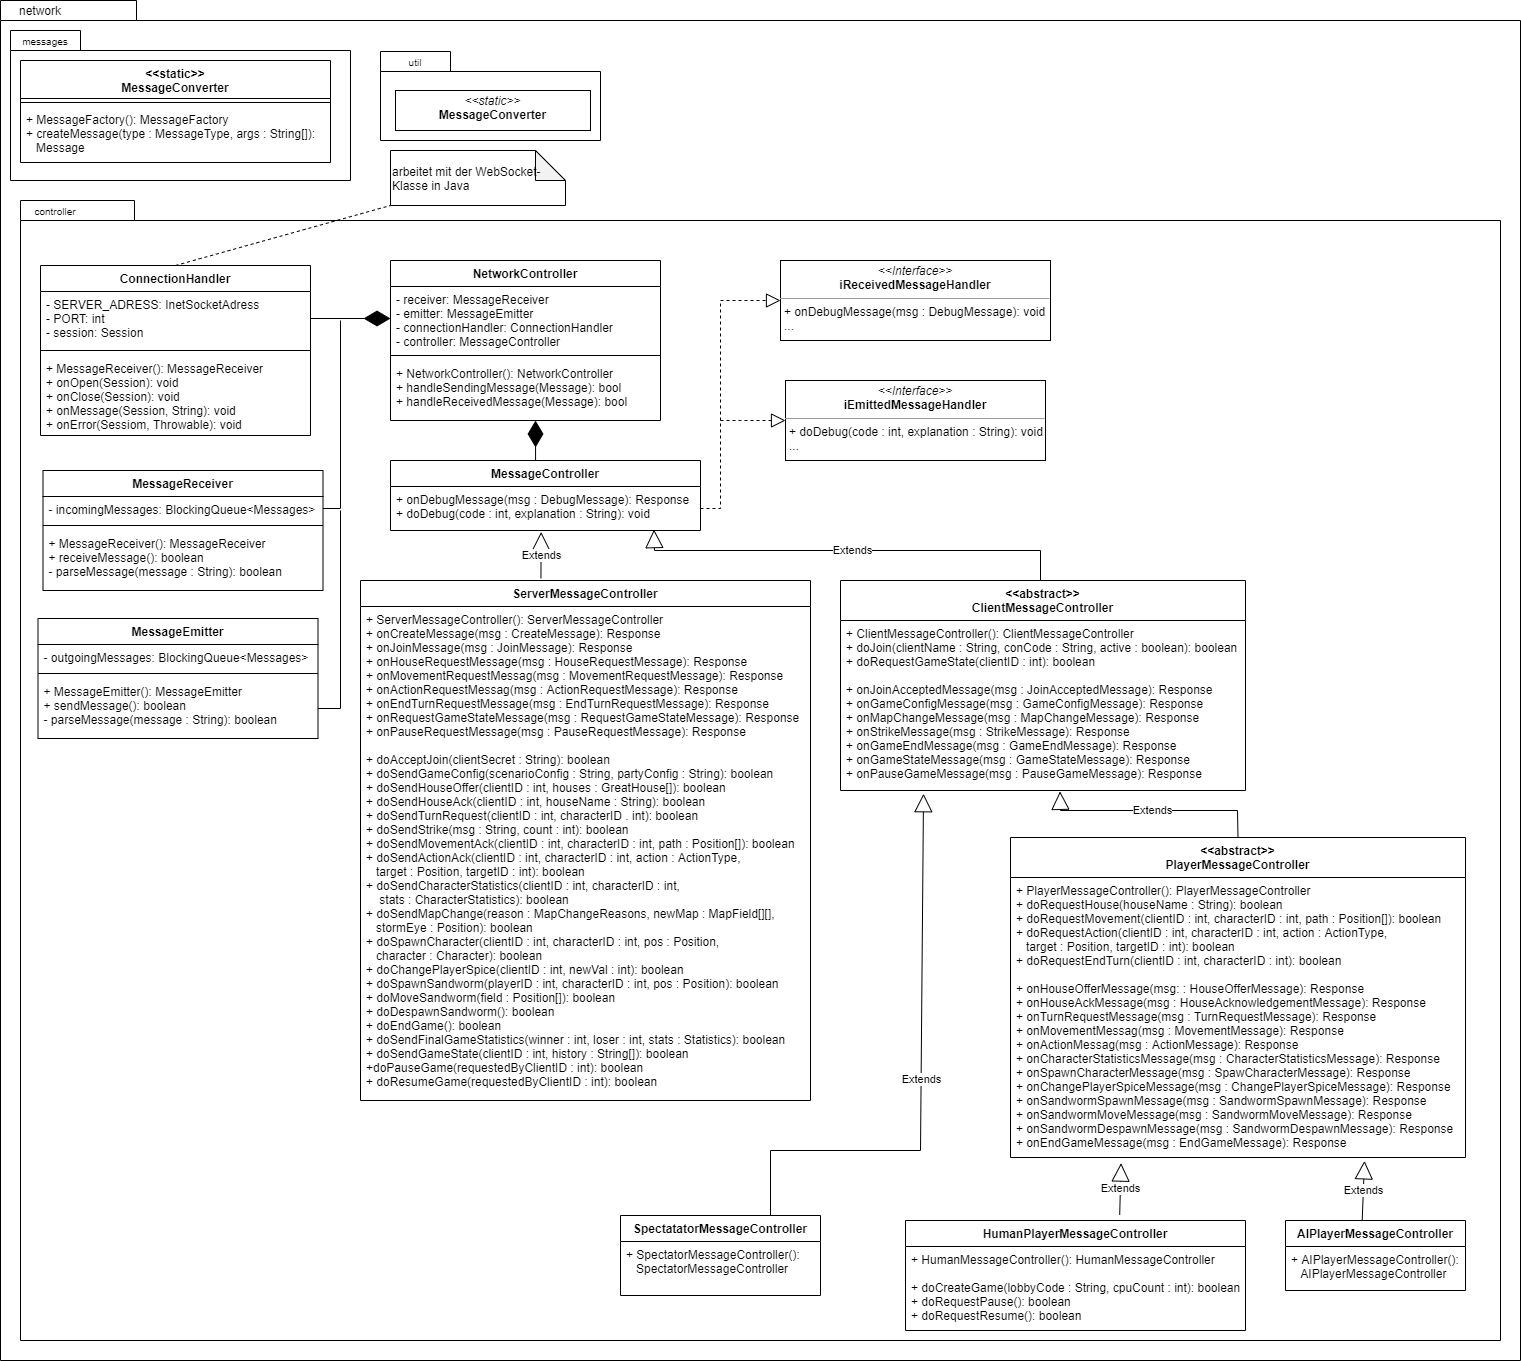 network
messages
<<static>>
MessageConverter
+ MessageFactory(): MessageFactory
+ createMessage(type : MessageType, args : String[]):
Message
util
<<static>>
MessageConverter
arbeitet mit der WebSocket-
Klasse in Java
controller
ConnectionHandler
- SERVER_ADRESS: InetSocketAdress
- PORT: int
- session: Session
+ MessageReceiver(): MessageReceiver
+ onOpen(Session): void
+ onClose(Session): void
+ onMessage(Session, String): void
+ onError(Sessiom, Throwable): void
NetworkController
- receiver: MessageReceiver
- emitter: MessageEmitter
- connectionHandler: ConnectionHandler
- controller: MessageController
+ NetworkController(): NetworkController
+ handleSendingMessage(Message): bool
+ handleReceivedMessage(Message): bool
<<Interface>>
iReceivedMessageHandler
+ onDebugMessage(msg : DebugMessage): void
...
<<Interface>>
iEmittedMessageHandler
+ doDebug(code : int, explanation : String): void
...
MessageReceiver
- incomingMessages: BlockingQueue<Messages>
+ MessageReceiver(): MessageReceiver
+ receiveMessage(): boolean
- parseMessage(message : String): boolean
MessageController
+ onDebugMessage(msg : DebugMessage): Response
+ doDebug(code : int, explanation : String): void
Extends
Extends
MessageEmitter
- outgoingMessages: BlockingQueue<Messages>
+ MessageEmitter(): MessageEmitter
+ sendMessage(): boolean
- parseMessage(message : String): boolean
ServerMessageController
+ ServerMessageController(): ServerMessageController
+ onCreateMessage(msg : CreateMessage): Response
+ onJoinMessage(msg : JoinMessage): Response
+ onHouseRequestMessage(msg : HouseRequestMessage): Response
+ onMovementRequestMessag(msg : MovementRequestMessage): Response
+ onActionRequestMessag(msg : ActionRequestMessage): Response
+ onEndTurnRequestMessage(msg : EndTurnRequestMessage): Response
+ onRequestGameStateMessage(msg : RequestGameStateMessage): Response
+ onPauseRequestMessage(msg : PauseRequestMessage): Response
+ doAcceptJoin(clientSecret : String): boolean
+ doSendGameConfig(scenarioConfig : String, partyConfig : String): boolean
+ doSendHouseOffer(clientID : int, houses : GreatHouse[]): boolean
+ doSendHouseAck(clientID : int, houseName : String): boolean
+ doSendTurnRequest(clientID : int, characterID . int): boolean
+ doSendStrike(msg : String, count : int): boolean
+ doSendMovementAck(clientID : int, characterID : int, path : Position[]): boolean
+ doSendActionAck(clientID : int, characterID : int, action : ActionType,
target : Position, targetID : int): boolean
+ doSendCharacterStatistics(clientID : int, characterID : int,
stats : CharacterStatistics): boolean
+ doSendMapChange(reason : MapChangeReasons, newMap : MapField[][],
stormEye : Position): boolean
+ doSpawnCharacter(clientID : int, characterID : int, pos : Position,
character : Character): boolean
+ doChangePlayerSpice(clientID : int, newVal : int): boolean
+ doSpawnSandworm(playerID : int, characterID : int, pos : Position): boolean
+ doMoveSandworm(field : Position[]): boolean
+ doDespawnSandworm(): boolean
+ doEndGame(): boolean
+ doSendFinalGameStatistics(winner : int, loser : int, stats : Statistics): boolean
+ doSendGameState(clientID : int, history : String[]): boolean
+doPauseGame(requestedByClientID : int): boolean
+ doResumeGame(requestedByClientID : int): boolean
<<abstract>>
ClientMessageController
+ ClientMessageController(): ClientMessageController
+ doJoin(clientName : String, conCode : String, active : boolean): boolean
+ doRequestGameState(clientID : int): boolean
+ onJoinAcceptedMessage(msg : JoinAcceptedMessage): Response
+ onGameConfigMessage(msg : GameConfigMessage): Response
+ onMapChangeMessage(msg : MapChangeMessage): Response
+ onStrikeMessage(msg : StrikeMessage): Response
+ onGameEndMessage(msg : GameEndMessage): Response
+ onGameStateMessage(msg : GameStateMessage): Response
+ onPauseGameMessage(msg : PauseGameMessage): Response
Extends
<<abstract>>
PlayerMessageController
+ PlayerMessageController(): PlayerMessageController
+ doRequestHouse(houseName : String): boolean
+ doRequestMovement(clientID : int, characterID : int, path : Position[]): boolean
+ doRequestAction(clientID : int, characterID : int, action : ActionType,
target : Position, targetID : int): boolean
+ doRequestEndTurn(clientID : int, characterID : int): boolean
+ onHouseOfferMessage(msg: : HouseOfferMessage): Response
+ onHouseAckMessage(msg : HouseAcknowledgementMessage): Response
+ onTurnRequestMessage(msg : TurnRequestMessage): Response
+ onMovementMessag(msg : MovementMessage): Response
+ onActionMessag(msg : ActionMessage): Response
+ onCharacterStatisticsMessage(msg : CharacterStatisticsMessage): Response
+ onSpawnCharacterMessage(msg : SpawCharacterMessage): Response
+ onChangePlayerSpiceMessage(msg : ChangePlayerSpiceMessage): Response
+ onSandwormSpawnMessage(msg : SandwormSpawnMessage): Response
+ onSandwormMoveMessage(msg : SandwormMoveMessage): Response
+ onSandwormDespawnMessage(msg : SandwormDespawnMessage): Response
+ onEndGameMessage(msg : EndGameMessage): Response
Extends
Extends
Extends
SpectatatorMessageController
+ SpectatorMessageController():
SpectatorMessageController
HumanPlayerMessageController
+ HumanMessageController(): HumanMessageController
+ doCreateGame(lobbyCode : String, cpuCount : int): boolean
+ doRequestPause(): boolean
+ doRequestResume(): boolean
AIPlayerMessageController
+ AIPlayerMessageController():
AIPlayerMessageController